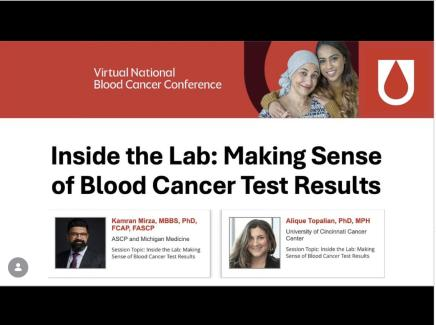 Virtual National
Blood Cancer Conference
Inside the Lab: Making Sense
of Blood Cancer Test Results
Kamran Mirza, MBBS, PhD,
FCAP, FASCP
ASCP and Michigan Medicine
Session Topic: Inside the Lab: Making
Sense of Blood Cancer Test Results
Alique Topalian, PhD, MPH
University of Cincinnati Cancer
Center
Session Topic: Inside the Lab: Making
Sense of Blood Cancer Test Results